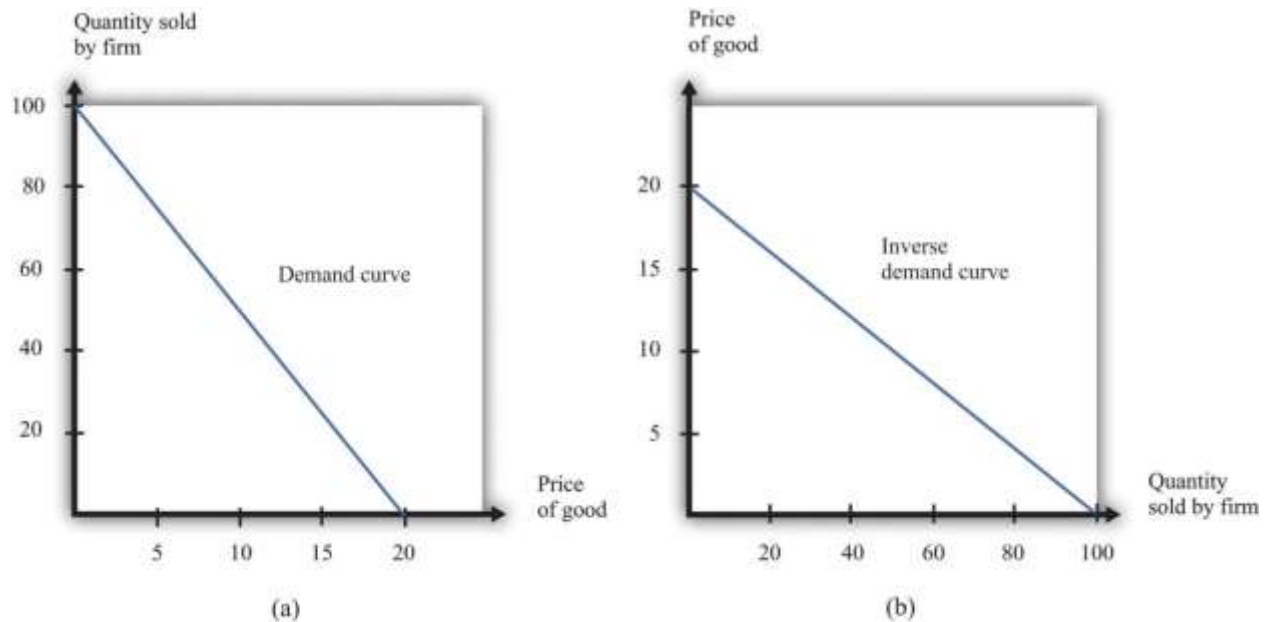 Quantity sold
by firm
100
80
60
40
20
Demand curve
Price
of good
5
10
15
20
(a)
Price
of good
20
15
10
5
Inverse
demand curve
Quantity
sold by firm
20
40
60
80
100
(b)